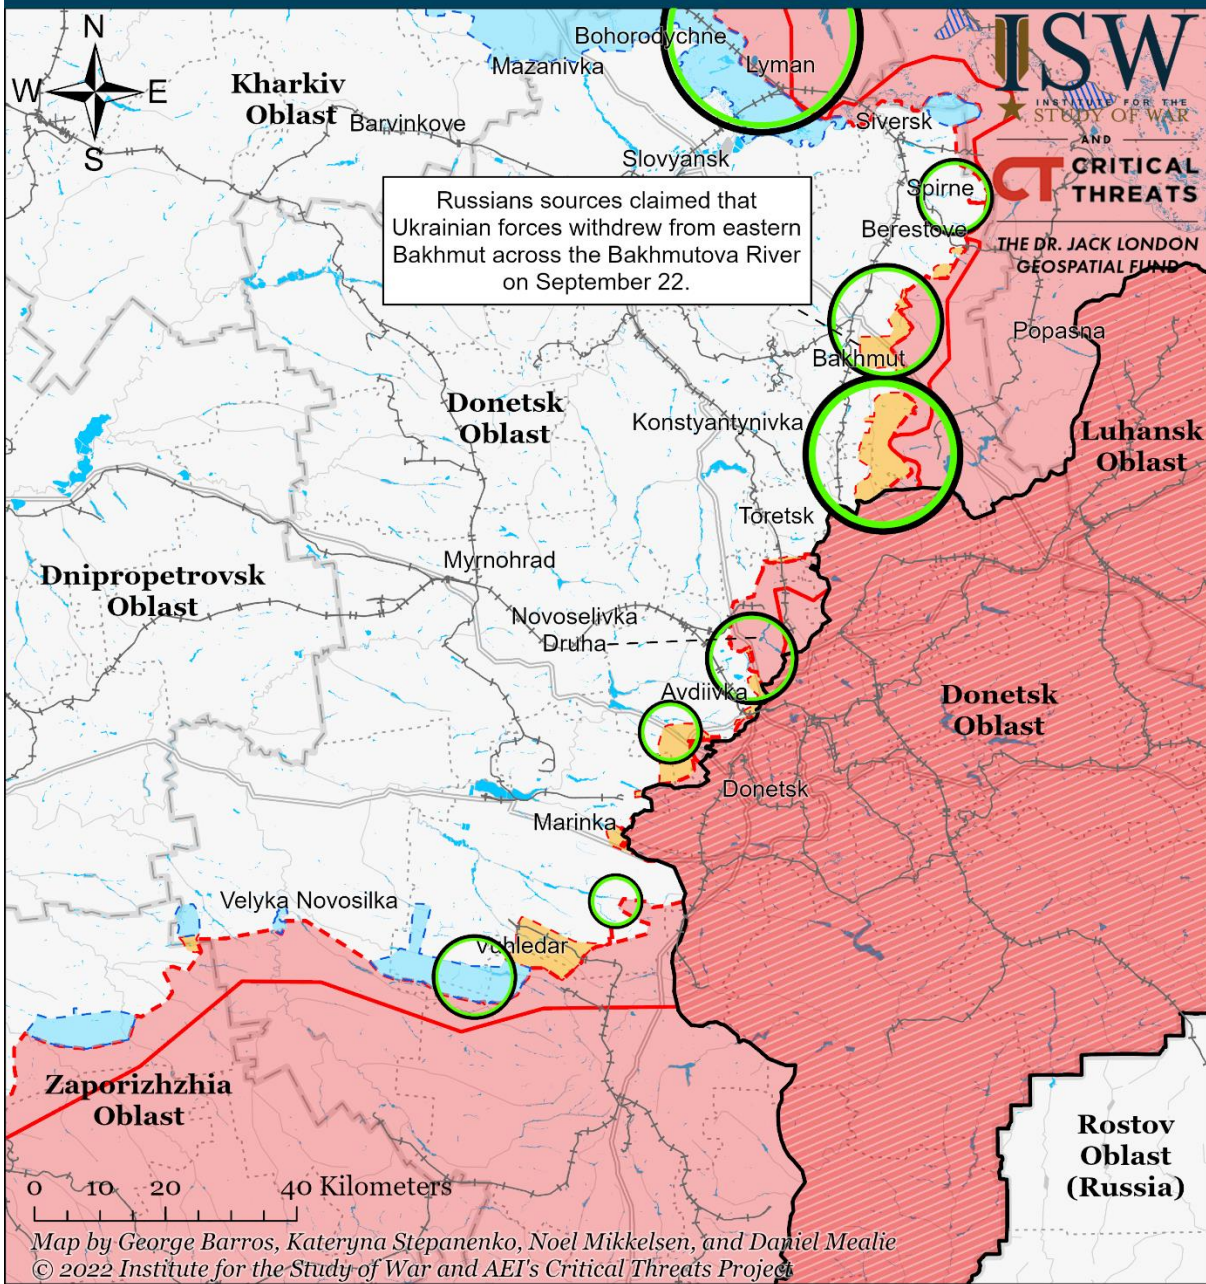 N
W
E
S
Kharkiv
Oblast
Barvinkove
Bohorodychne
Mazanivka
Lyman
Siversk
Slovyansk
ISW
INSTITUTE FOR THE
STUDY OF WAR
AND
CT CRITICAL
THREATS
THE DR. JACK LONDON
GEOSPATIAL FUND
Spirne
Berestove
Russians sources claimed that
Ukrainian forces withdrew from eastern
Bakhmut across the Bakhmutova River
on September 22.
Popasna
Bakhmut
Donetsk
Oblast
Konstyantynivka
Luhansk
Oblast
Toretsk
Myrnohrad
Dnipropetrovsk
Oblast
Novoselivka
Druha
Avdiivka
Donetsk
Oblast
Donetsk
Marinka
Velyka Novosilka
Vuhledar
Zaporizhzhia
Oblast
Rostov
Oblast
(Russia)
0 10 20 40 Kilometers
Map by George Barros, Kateryna Stepanenko, Noel Mikkelsen, and Daniel Mealie
© 2022 Institute for the Study of War and AEI's Critical Threats Project